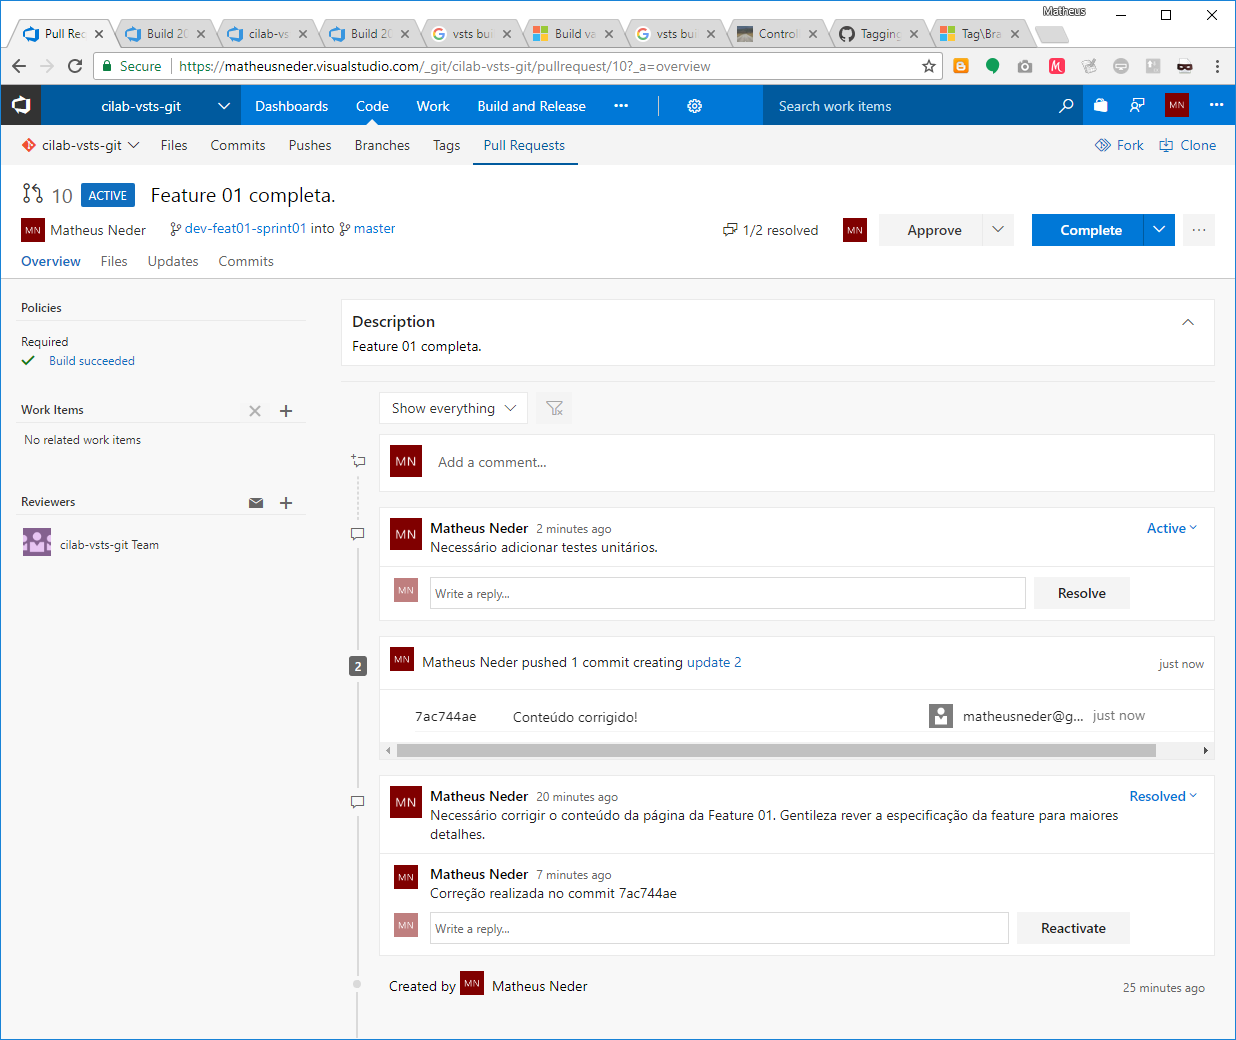 Matheus
Pull Rec
Build 20
cilab-vs
Build 20
vsts bui
Build va
vsts bui
Control
Tagging
Tag\Bra
Secure https://matheusneder.visualstudio.com/_git/cilab-vsts-git/pullrequest/10?_a=overview
cilab-vsts-git Dashboards Code Work Build and Release ••• Search work items MN •••
cilab-vsts-git Files Commits Pushes Branches Tags Pull Requests Fork Clone
10 ACTIVE Feature 01 completa.
MN Matheus Neder dev-feat01-sprint01 into master 1/2 resolved MN Approve Complete ...
Overview Files Updates Commits
Policies
Required
Build succeeded
Work Items
No related work items
Reviewers
cilab-vsts-git Team
Description
Feature 01 completa.
Show everything
MN Add a comment...
MN Matheus Neder 2 minutes ago Active
Necessário adicionar testes unitários.
MN Write a reply... Resolve
2 MN Matheus Neder pushed 1 commit creating update 2 just now
7ac744ae Conteúdo corrigido! matheusneder@g... just now
MN Matheus Neder 20 minutes ago Resolved
Necessário corrigir o conteúdo da página da Feature 01. Gentileza rever a especificação da feature para maiores
detalhes.
MN Matheus Neder 7 minutes ago
Correção realizada no commit 7ac744ae
MN Write a reply... Reactivate
Created by MN Matheus Neder 25 minutes ago